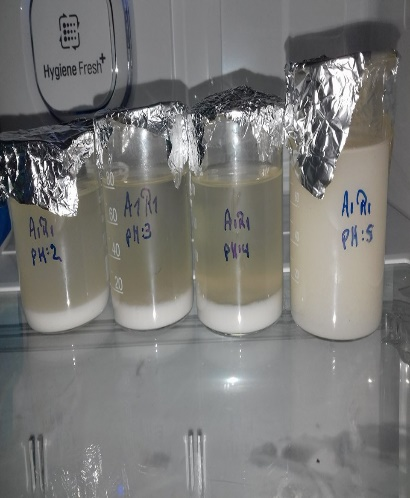 Hygiene Fresh+
A1R1
PH:2
A1R1
PH:3
A1R1
PH:4
A1R1
PH:5